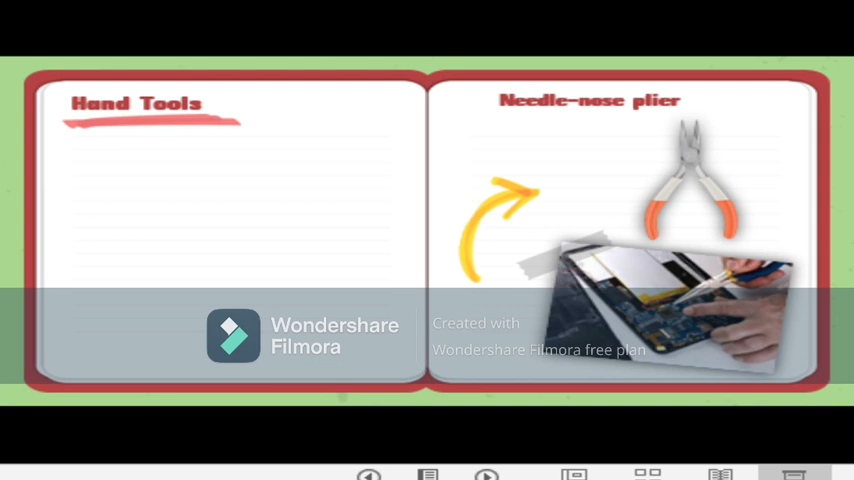 Hand Tools
Needle-nose plier
Wondershare
Filmora
Created with
Wondershare Filmora free plan